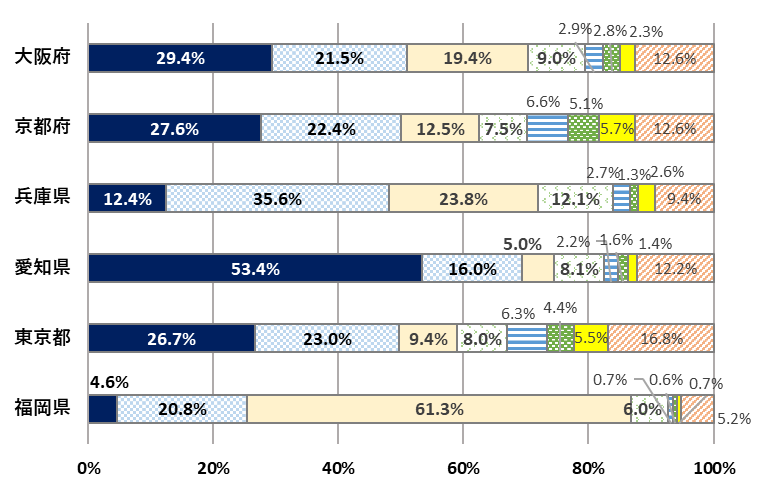 2.9% 2.8% 2.3%
大阪府 29.4% 21.5% 19.4% 9.0% 12.6%
6.6% 5.1%
京都府 27.6% 22.4% 12.5% 7.5% 5.7% 12.6%
2.7% 1.3% 2.6%
兵庫県 12.4% 35.6% 23.8% 12.1% 9.4%
5.0% 2.2% 1.6% 1.4%
愛知県 53.4% 16.0% 8.1% 12.2%
6.3% 4.4%
東京都 26.7% 23.0% 9.4% 8.0% 5.5% 16.8%
4.6% 0.7% 0.6% 0.7%
福岡県 20.8% 61.3% 6.0% 5.2%
0% 20% 40% 60% 80% 100%